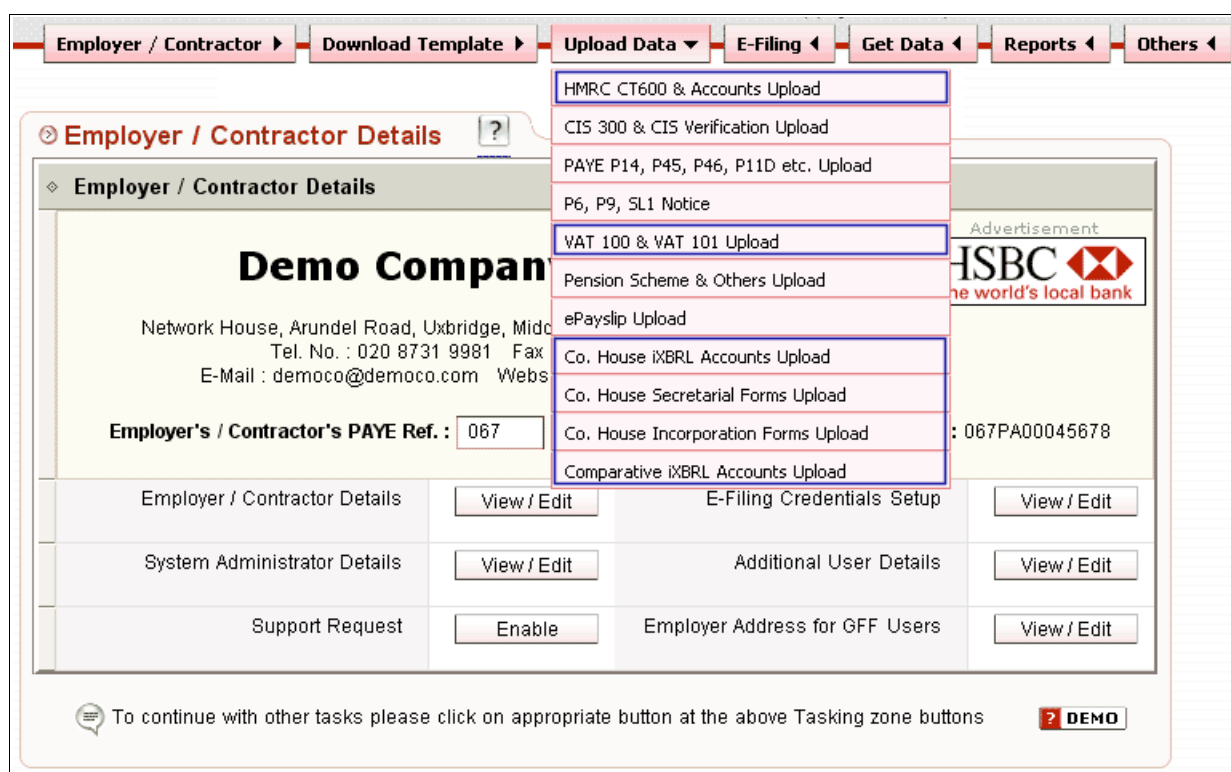 Employer / Contractor Download Template Upload Data E-Filing Get Data Reports Others
HMRC CT600 & Accounts Upload
CIS 300 & CIS Verification Upload
PAYE P14, P45, P46, P11D etc. Upload
P6, P9, SL1 Notice
VAT 100 & VAT 101 Upload
Pension Scheme & Others Upload
ePayslip Upload
Co. House iXBRL Accounts Upload
Co. House Secretarial Forms Upload
Co. House Incorporation Forms Upload
Comparative iXBRL Accounts Upload
Employer / Contractor Details ?
Employer / Contractor Details
Advertisement
HSBC
the world's local bank
Demo Company
Network House, Arundel Road, Uxbridge,
Tel. No. : 020 8731 9981 Fax
E-Mail : democo@democo.com
Employer's / Contractor's PAYE Ref. : 067 : 067PA00045678
Employer / Contractor Details View / Edit E-Filing Credentials Setup View / Edit
System Administrator Details View / Edit Additional User Details View / Edit
Support Request Enable Employer Address for GFF Users View / Edit
To continue with other tasks please click on appropriate button at the above Tasking zone buttons ? DEMO